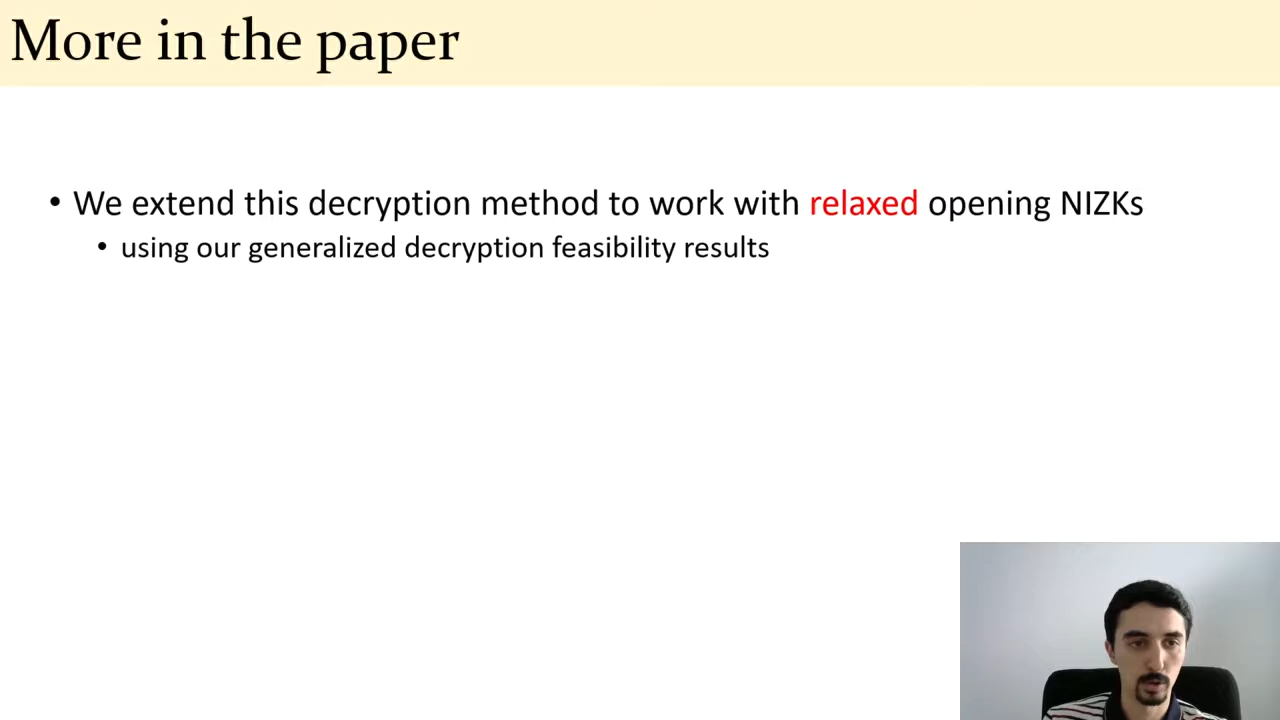 More in the paper
• We extend this decryption method to work with relaxed opening NIZKs
• using our generalized decryption feasibility results